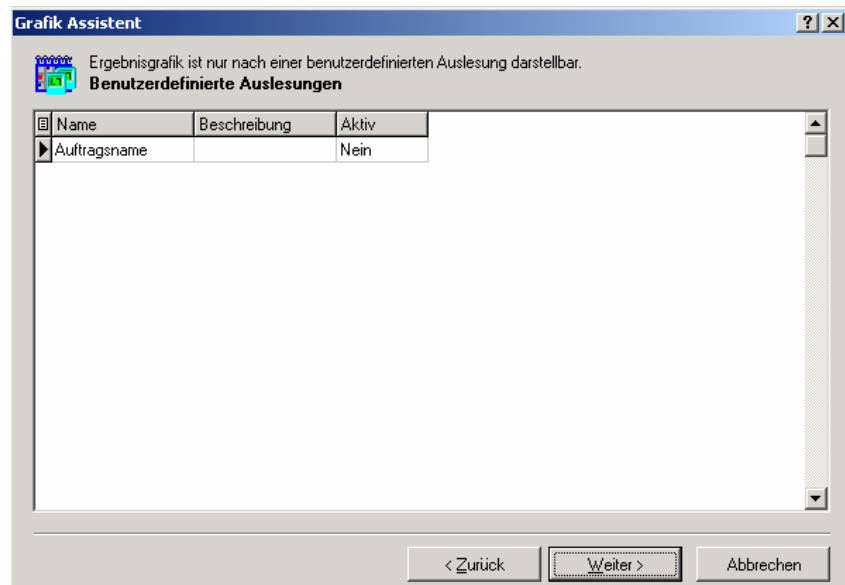 Grafik Assistent
Ergebnisgrafik ist nur nach einer benutzerdefinierten Auslesung darstellbar.
Benutzerdefinierte Auslesungen
Name Beschreibung Aktiv
Auftragsname Nein
< Zurück Weiter > Abbrechen